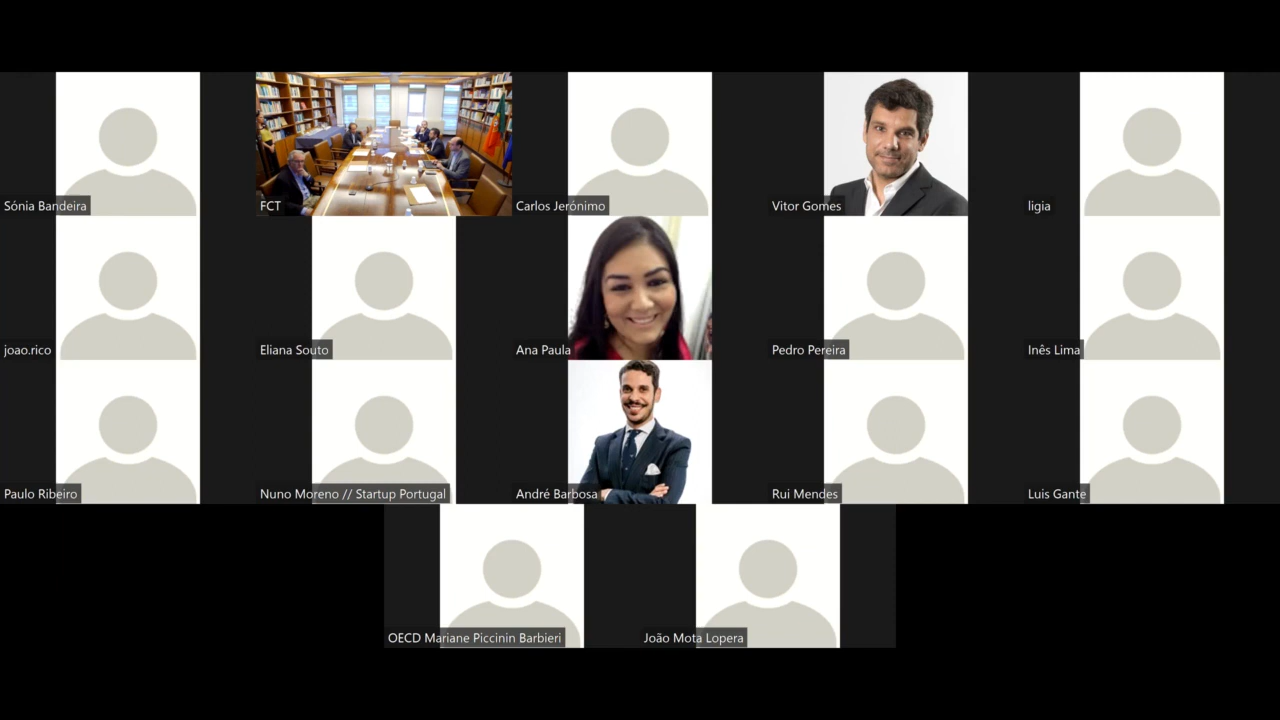 Sónia Bandeira
FCT
Carlos Jerónimo
Vitor Gomes
ligia
joao.rico
Eliana Souto
Ana Paula
Pedro Pereira
Inês Lima
Paulo Ribeiro
Nuno Moreno // Startup Portugal
André Barbosa
Rui Mendes
Luis Gante
OECD Mariane Piccinin Barbieri
João Mota Lopera